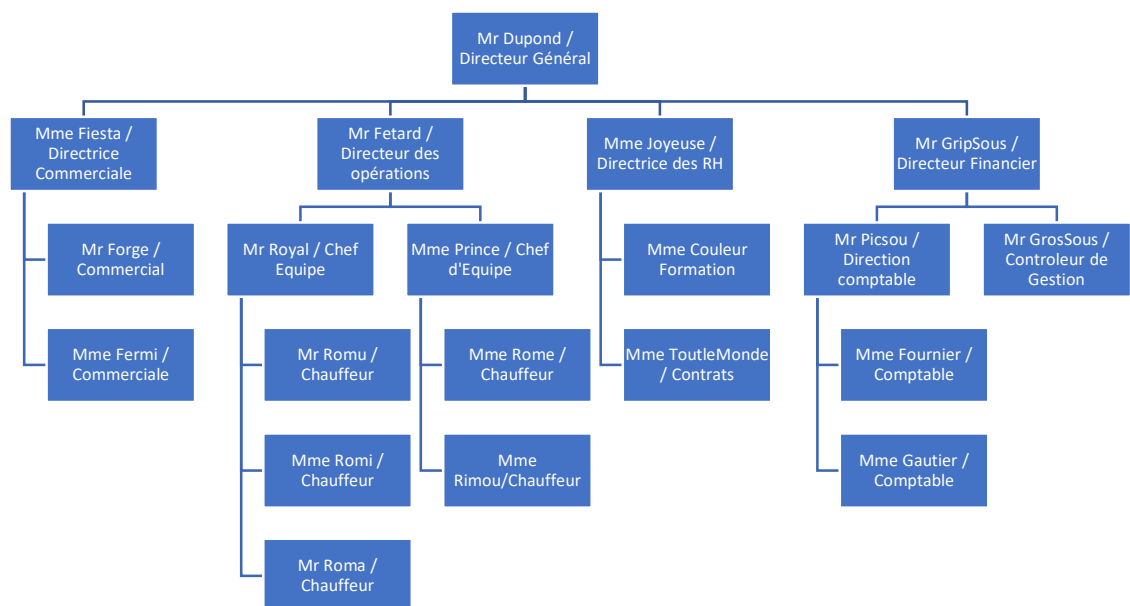 Mr Dupond /
Directeur Général
Mme Fiesta /
Directrice
Commerciale
Mr Fetard /
Directeur des
opérations
Mme Joyeuse /
Directrice des RH
Mr GripSous /
Directeur Financier
Mr Forge /
Commercial
Mme Fermi /
Commerciale
Mr Royal / Chef
Equipe
Mr Romu /
Chauffeur
Mme Romi /
Chauffeur
Mr Roma /
Chauffeur
Mme Prince / Chef
d'Equipe
Mme Rome /
Chauffeur
Mme
Rimou/Chauffeur
Mme Couleur
Formation
Mme ToutleMonde
/ Contrats
Mr Picsou /
Direction
comptable
Mme Fournier /
Comptable
Mme Gautier /
Comptable
Mr GrosSous /
Controleur de
Gestion